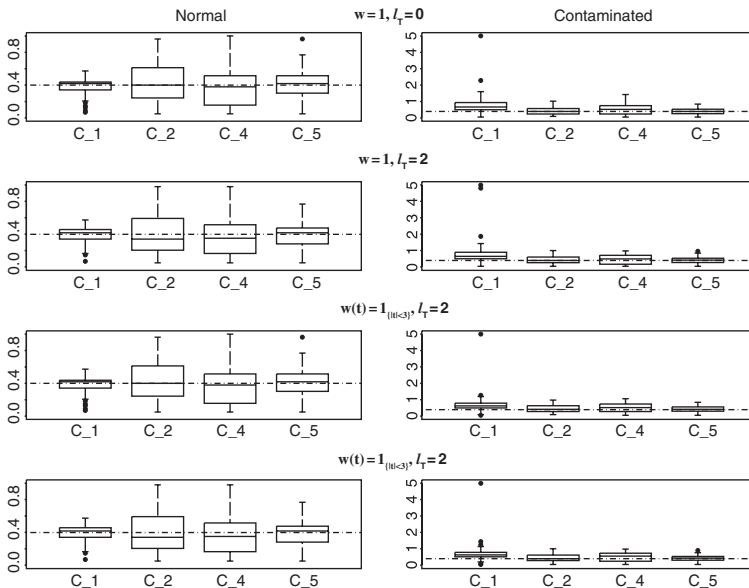 Normal
w=1, l_T=0
Contaminated
0.0 0.4 0.8
C_1 C_2 C_4 C_5
0 1 2 3 4 5
C_1 C_2 C_4 C_5
w=1, l_T=2
0.0 0.4 0.8
C_1 C_2 C_4 C_5
0 1 2 3 4 5
C_1 C_2 C_4 C_5
w(t)=1_{|t|<3}, l_T=2
0.0 0.4 0.8
C_1 C_2 C_4 C_5
0 1 2 3 4 5
C_1 C_2 C_4 C_5
w(t)=1_{|t|<3}, l_T=2
0.0 0.4 0.8
C_1 C_2 C_4 C_5
0 1 2 3 4 5
C_1 C_2 C_4 C_5